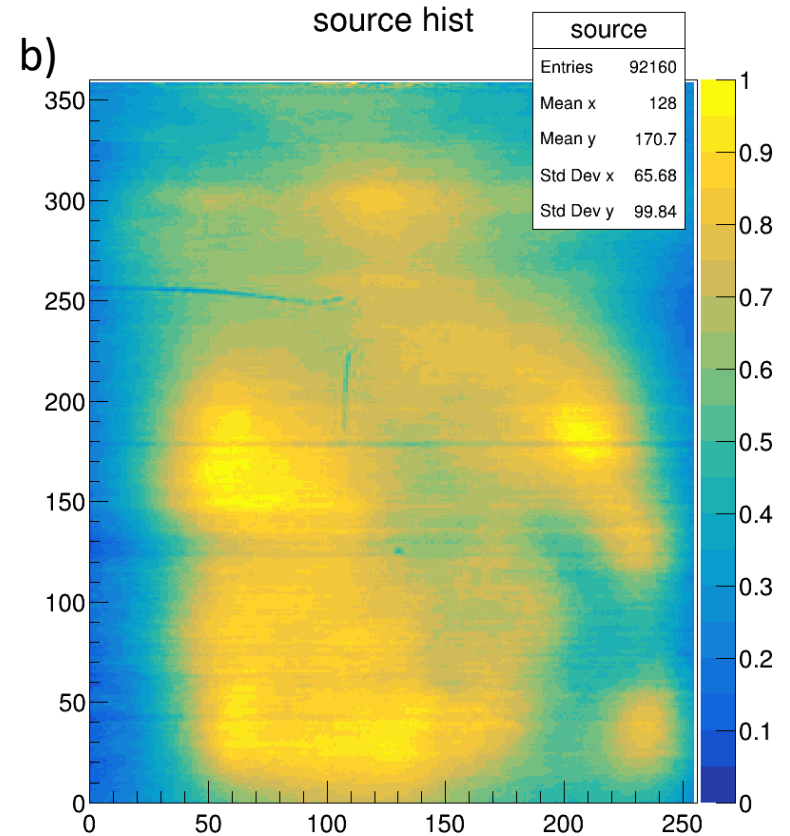 source hist
b)
source
Entries 92160
Mean x 128
Mean y 170.7
Std Dev x 65.68
Std Dev y 99.84
350
300
250
200
150
100
50
0
0 50 100 150 200 250
1
0.9
0.8
0.7
0.6
0.5
0.4
0.3
0.2
0.1
0